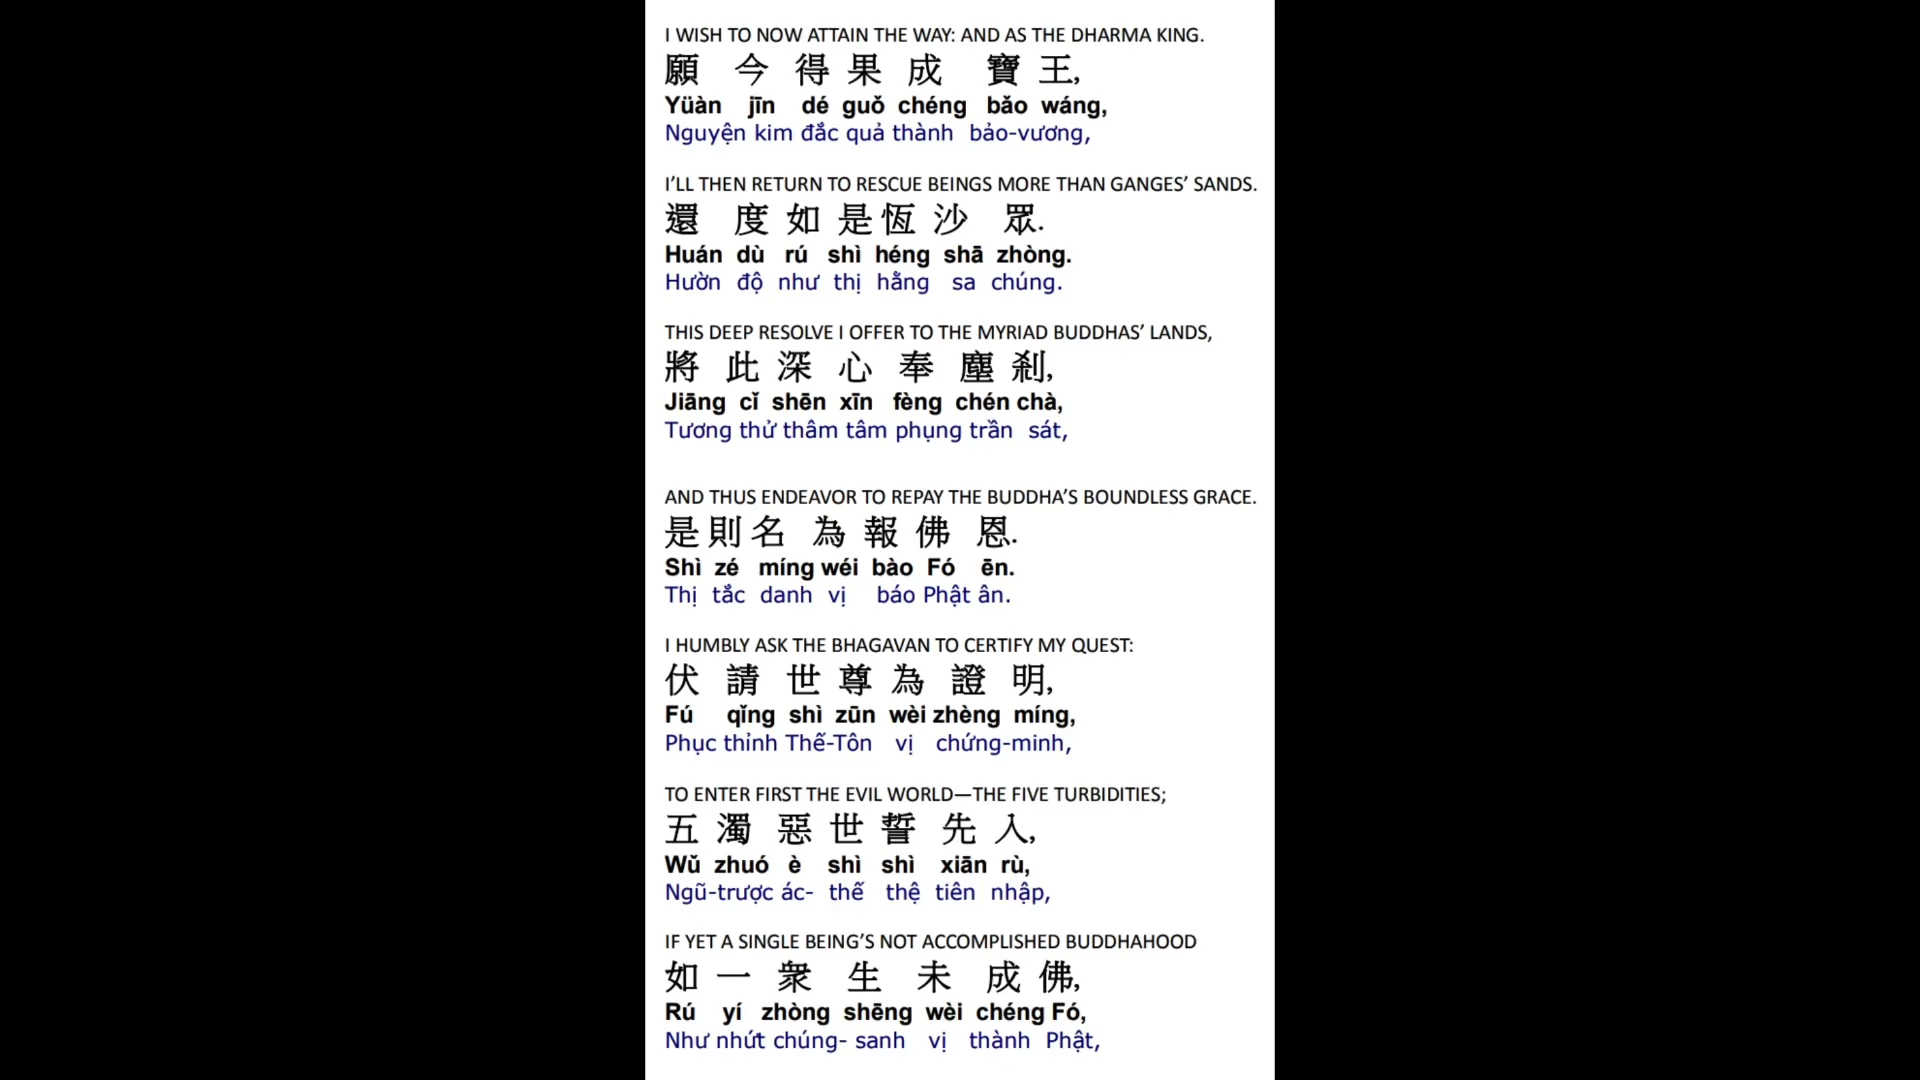 I WISH TO NOW ATTAIN THE WAY: AND AS THE DHARMA KING.
願 今 得 果 成 寶 王,
Yüàn jīn dé guǒ chéng bǎo wáng,
Nguyện kim đắc quả thành bảo-vương,
I’LL THEN RETURN TO RESCUE BEINGS MORE THAN GANGES’ SANDS.
還 度 如 是 恆 沙 眾.
Huán dù rú shì héng shā zhòng.
Hườn độ như thị hằng sa chúng.
THIS DEEP RESOLVE I OFFER TO THE MYRIAD BUDDHAS’ LANDS,
將 此 深 心 奉 塵 剎,
Jiāng cǐ shēn xīn fèng chén chà,
Tương thử thâm tâm phụng trần sát,
AND THUS ENDEAVOR TO REPAY THE BUDDHA’S BOUNDLESS GRACE.
是 則 名 為 報 佛 恩.
Shì zé míng wéi bào Fó ēn.
Thị tắc danh vị báo Phật ân.
I HUMBLY ASK THE BHAGAVAN TO CERTIFY MY QUEST:
伏 請 世 尊 為 證 明,
Fú qǐng shì zūn wèi zhèng míng,
Phục thỉnh Thế-Tôn vị chứng-minh,
TO ENTER FIRST THE EVIL WORLD—THE FIVE TURBIDITIES;
五 濁 惡 世 誓 先 入,
Wǔ zhuó è shì shì xiān rù,
Ngũ-trược ác- thế thệ tiên nhập,
IF YET A SINGLE BEING’S NOT ACCOMPLISHED BUDDHAHOOD
如 一 衆 生 未 成 佛,
Rú yí zhòng shēng wèi chéng Fó,
Như nhứt chúng- sanh vị thành Phật,